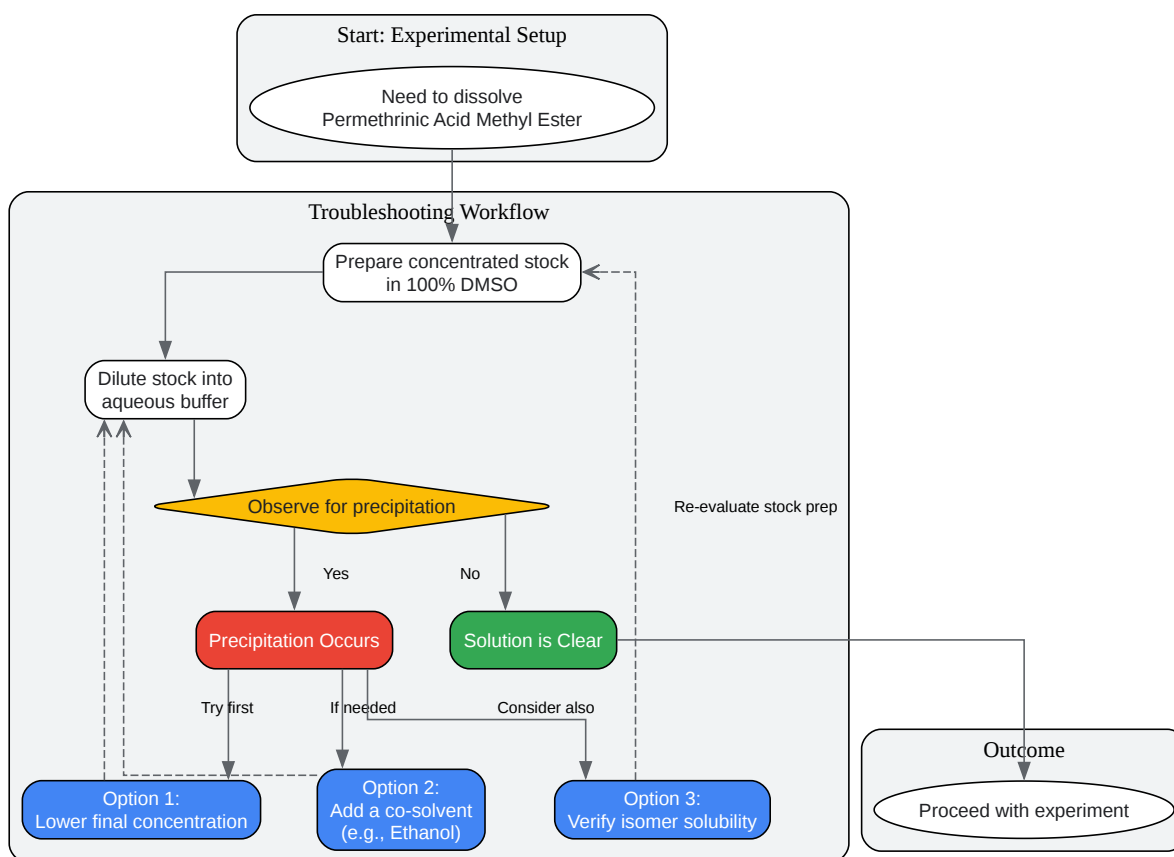 Start: Experimental Setup
Need to dissolve
Permethrinic Acid Methyl Ester
Troubleshooting Workflow
Prepare concentrated stock
in 100% DMSO
Dilute stock into
aqueous buffer
Observe for precipitation
Re-evaluate stock prep
Yes
No
Precipitation Occurs
Solution is Clear
Try first
If needed
Consider also
Outcome
Option 1:
Lower final concentration
Option 2:
Add a co-solvent
(e.g., Ethanol)
Option 3:
Verify isomer solubility
Proceed with experiment